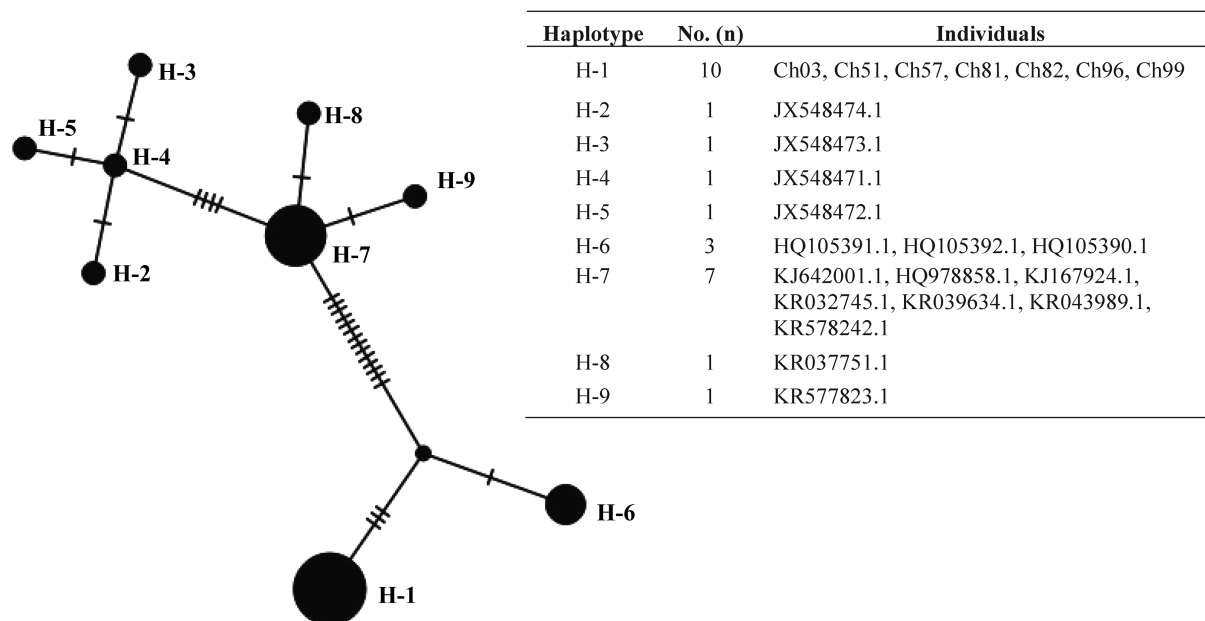 H-3
H-5
H-4
H-2
H-8
H-9
H-7
H-6
H-1
Haplotype No. (n) Individuals
H-1 10 Ch03, Ch51, Ch57, Ch81, Ch82, Ch96, Ch99
H-2 1 JX548474.1
H-3 1 JX548473.1
H-4 1 JX548471.1
H-5 1 JX548472.1
H-6 3 HQ105391.1, HQ105392.1, HQ105390.1
H-7 7 KJ642001.1, HQ978858.1, KJ167924.1,
KR032745.1, KR039634.1, KR043989.1,
KR578242.1
H-8 1 KR037751.1
H-9 1 KR577823.1